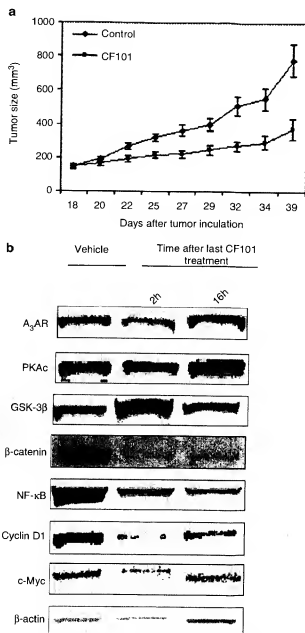 a
1000
800
600
400
200
0
Tumor size (mm³)
Control
CF101
18 20 22 25 27 29 32 34 39
Days after tumor inculation
b
Vehicle
Time after last CF101
treatment
2h 16h
A₃AR
PKAc
GSK-3β
β-catenin
NF-κB
Cyclin D1
c-Myc
β-actin